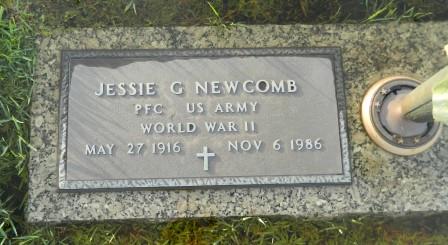 JESSIE G NEWCOMB
PFC US ARMY
WORLD WAR II
MAY 27 1916 NOV 6 1986